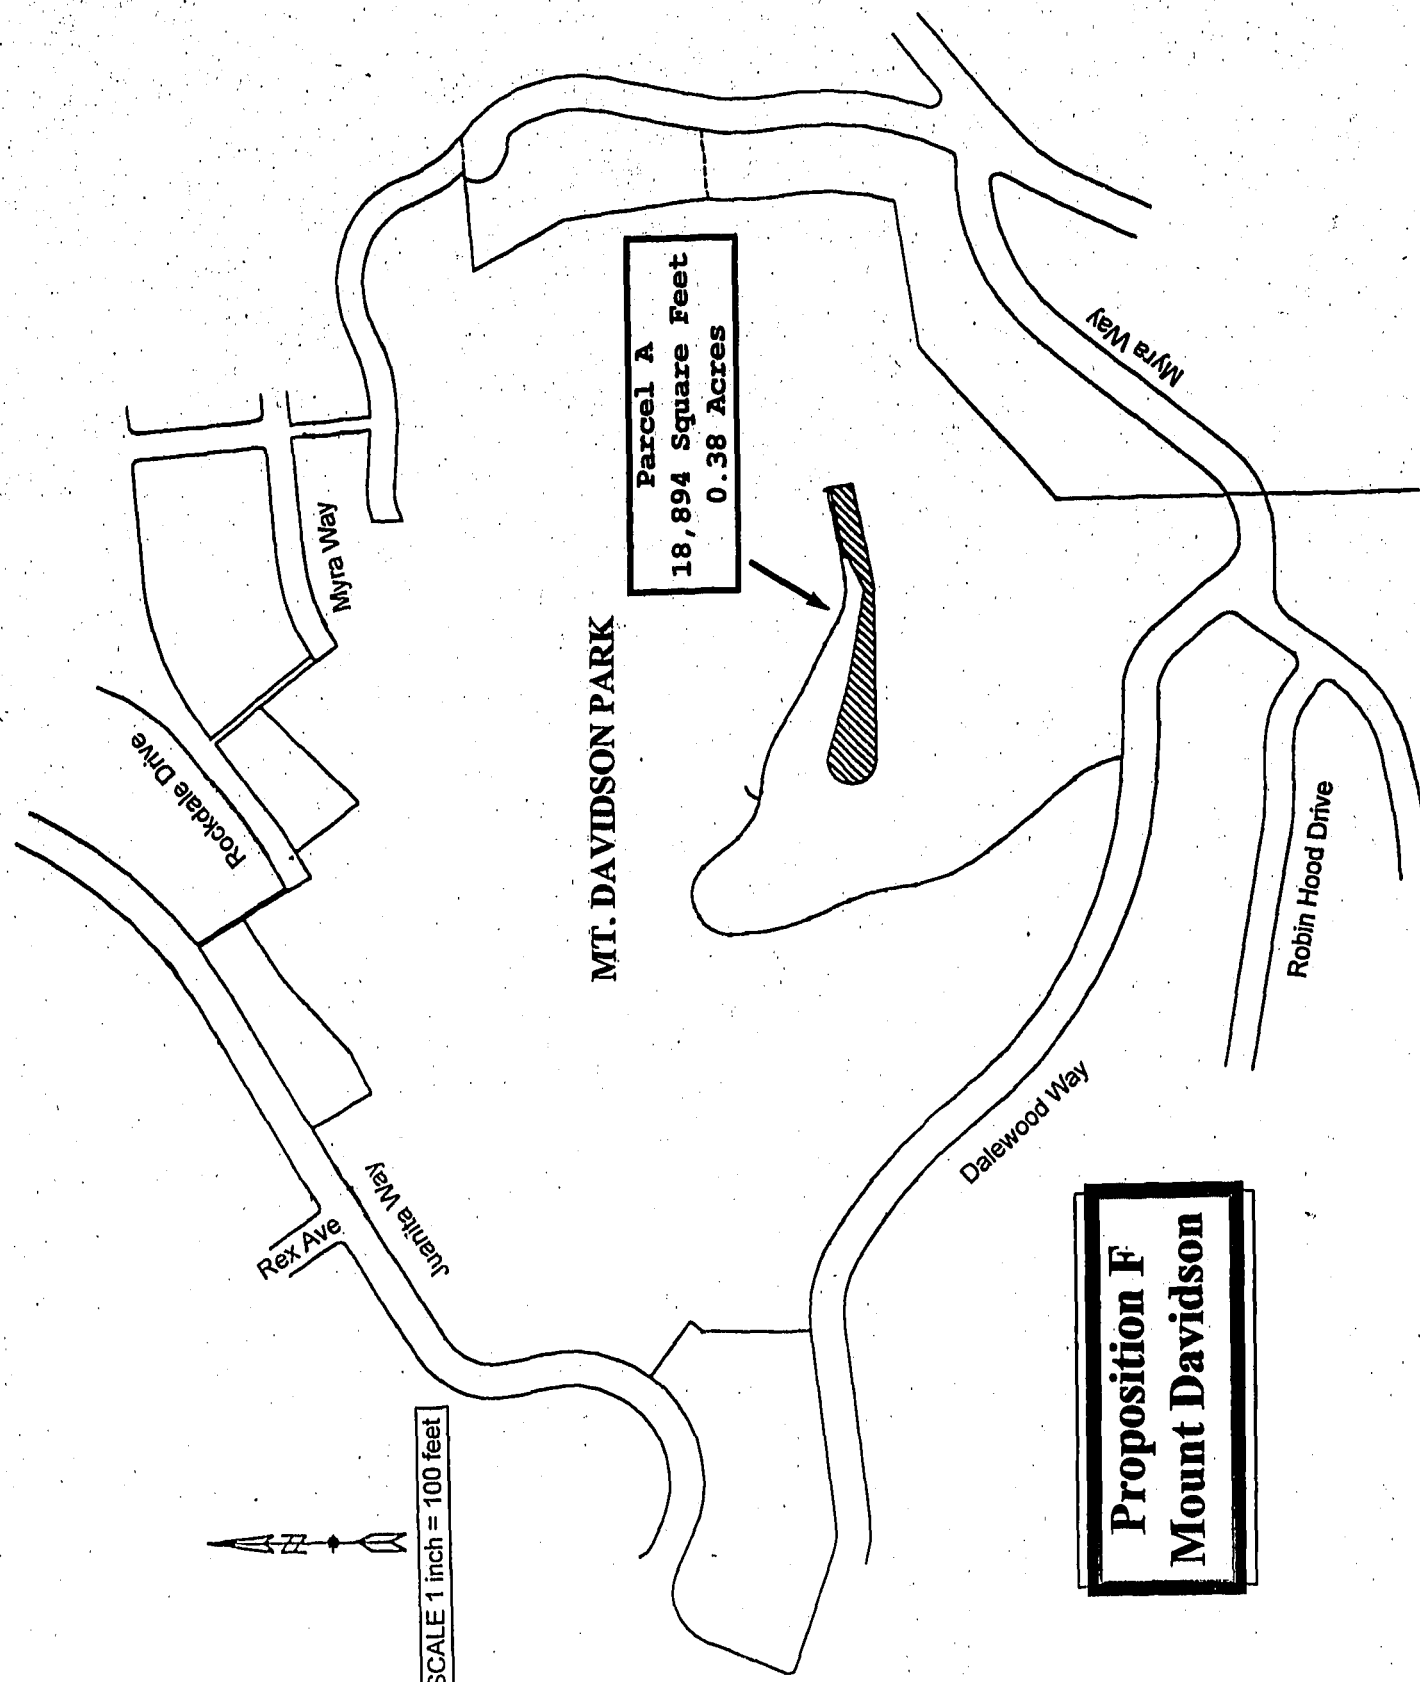 SCALE 1 inch = 100 feet
Rex Ave
Juanita Way
Rockdale Drive
Myra Way
MT. DAVIDSON PARK
Parcel A
18,894 Square Feet
0.38 Acres
Myra Way
Dalewood Way
Robin Hood Drive
Proposition F
Mount Davidson